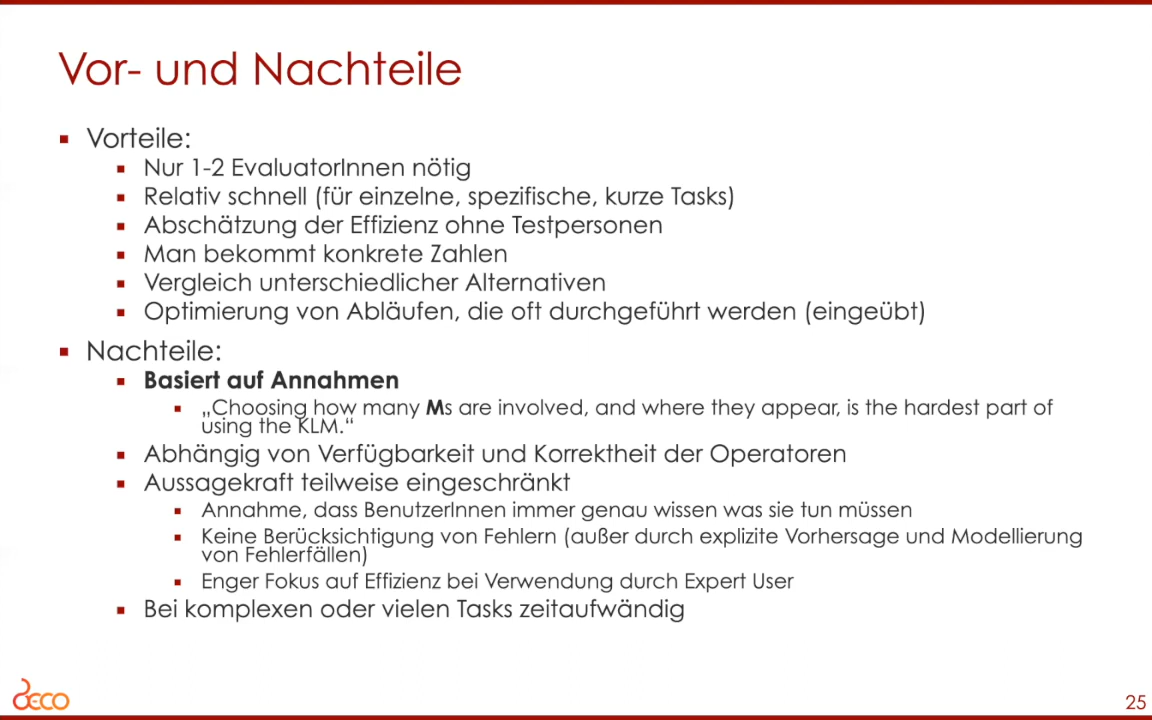 Vor- und Nachteile
Vorteile:
Nur 1-2 EvaluatorInnen nötig
Relativ schnell (für einzelne, spezifische, kurze Tasks)
Abschätzung der Effizienz ohne Testpersonen
Man bekommt konkrete Zahlen
Vergleich unterschiedlicher Alternativen
Optimierung von Abläufen, die oft durchgeführt werden (eingeübt)
Nachteile:
Basiert auf Annahmen
„Choosing how many Ms are involved, and where they appear, is the hardest part of
using the KLM.“
Abhängig von Verfügbarkeit und Korrektheit der Operatoren
Aussagekraft teilweise eingeschränkt
Annahme, dass BenutzerInnen immer genau wissen was sie tun müssen
Keine Berücksichtigung von Fehlern (außer durch explizite Vorhersage und Modellierung
von Fehlerfällen)
Enger Fokus auf Effizienz bei Verwendung durch Expert User
Bei komplexen oder vielen Tasks zeitaufwändig
deco
25